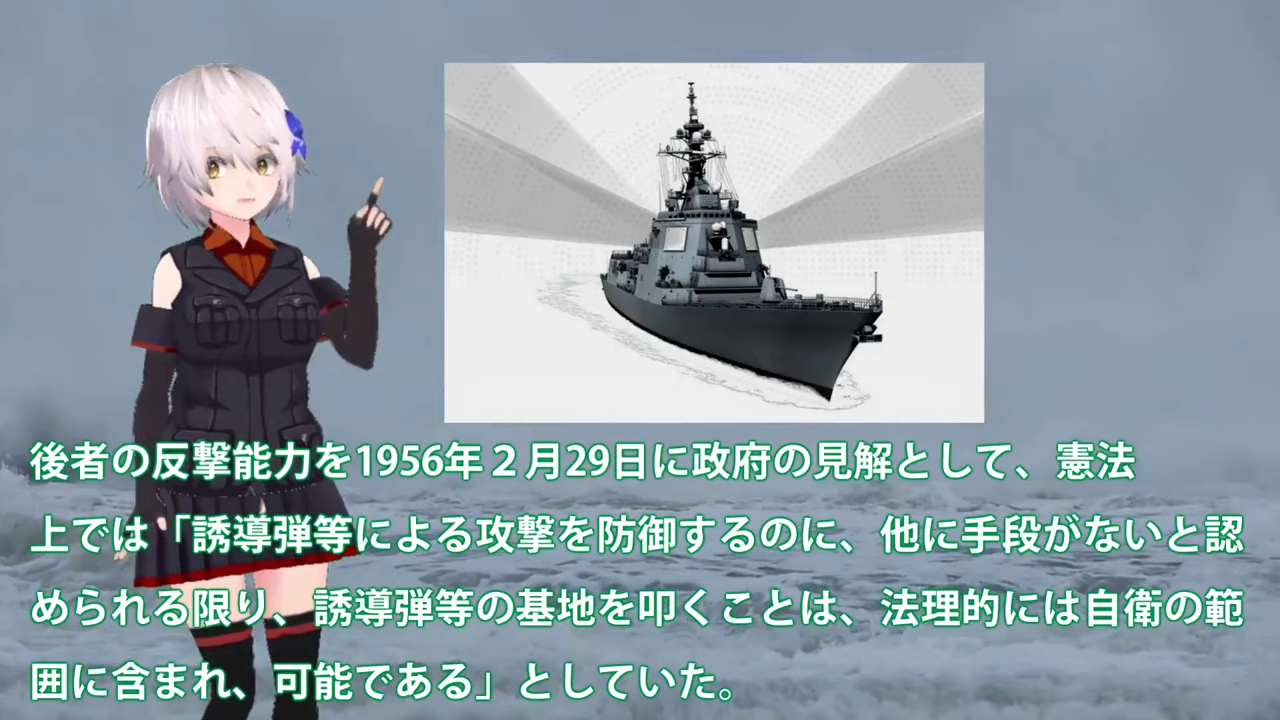 後者の反撃能力を1956年２月29日に政府の見解として、憲法
上では「誘導弾等による攻撃を防御するのに、他に手段がないと認
められる限り、誘導弾等の基地を叩くことは、法理的には自衛の範
囲に含まれ、可能である」としていた。